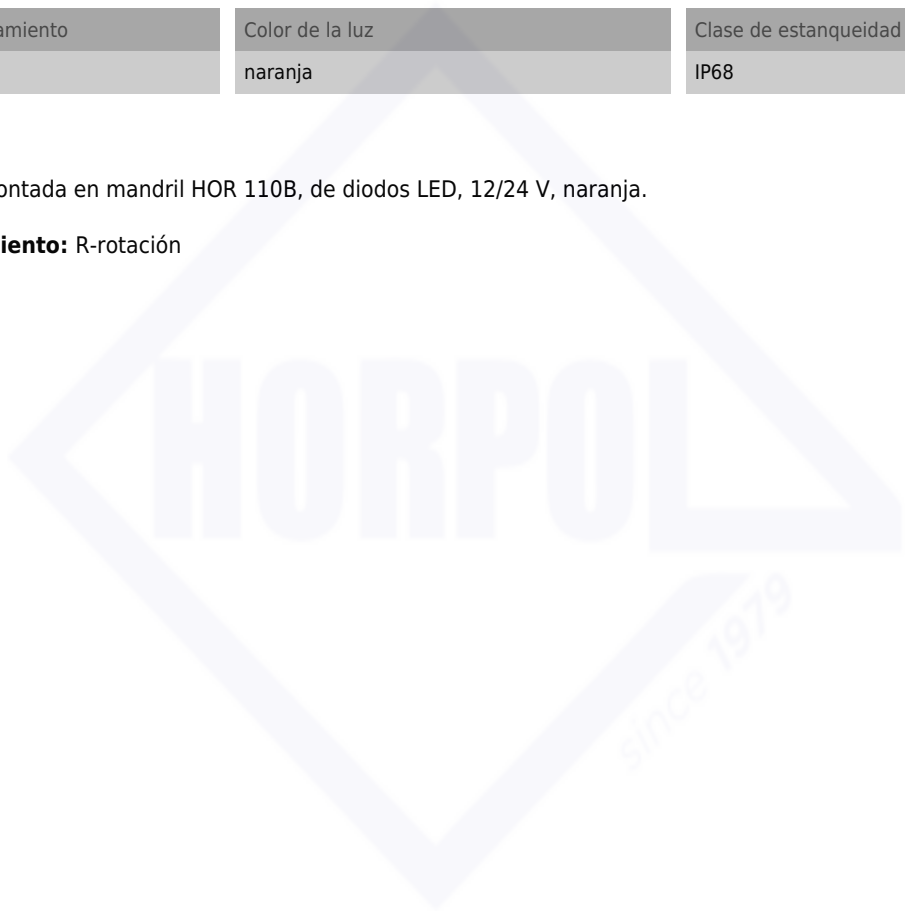 amiento
Color de la luz
Clase de estanqueidad
naranja
IP68
ontada en mandril HOR 110B, de diodos LED, 12/24 V, naranja.
iento: R-rotación
HORPOL
since 1979